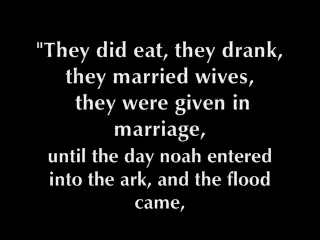 "They did eat, they drank,
they married wives,
they were given in
marriage,
until the day noah entered
into the ark, and the flood
came,